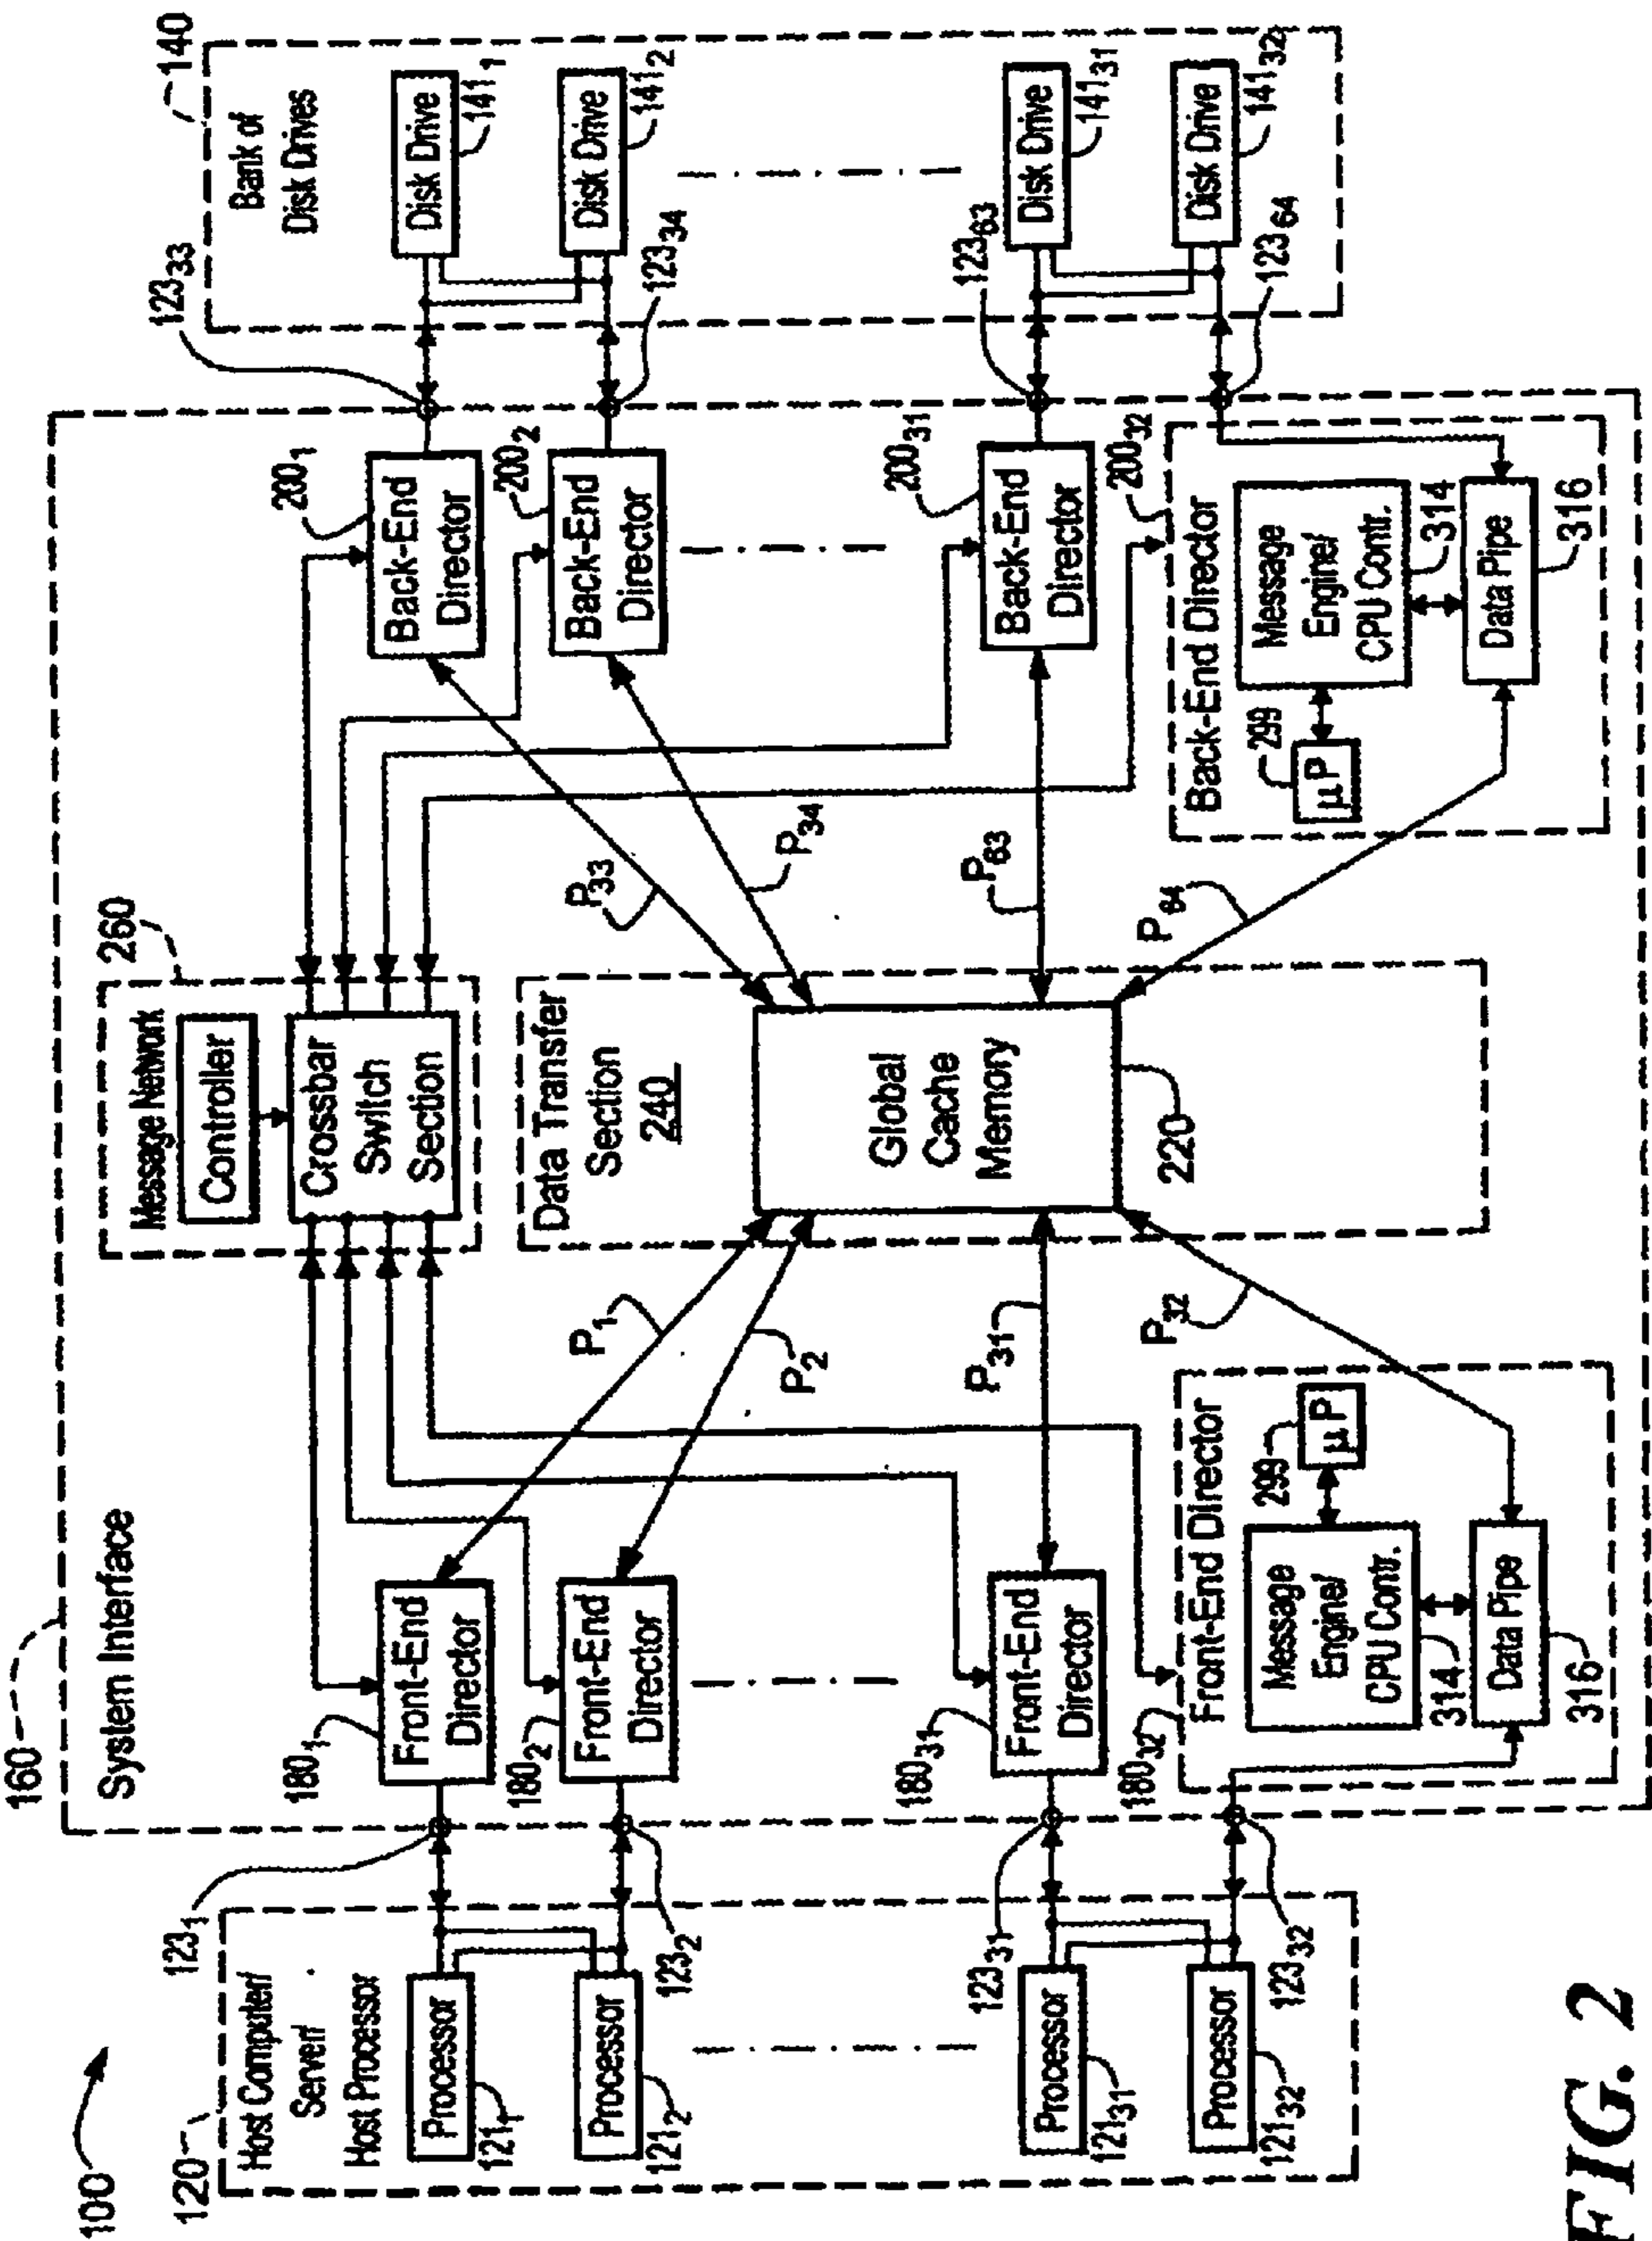 100
160
System Interface
120
Host Computer/
Server/
Host Processor
Processor
121₁
Processor
121₂
Processor
121₃₁
Processor
121₃₂
123₁
123₂
123₃₁
123₃₂
180₁
Front-End
Director
180₂
Front-End
Director
180₃₁
Front-End
Director
180₃₂
Front-End Director
Message
Engine/
CPU Contr.
314
299
μP
Data Pipe
316
P₁
P₂
P₃₁
P₃₂
260
Message Network
Controller
Crossbar
Switch
Section
Data Transfer
Section
240
Global
Cache
Memory
220
P₃₃
P₃₄
P₆₃
P₆₄
200₁
Back-End
Director
200₂
Back-End
Director
200₃₁
Back-End
Director
200₃₂
Back-End Director
299
μP
Message
Engine/
CPU Contr.
314
Data Pipe
316
123₃₃
123₃₄
123₆₃
123₆₄
140
Bank of
Disk Drives
Disk Drive
141₁
Disk Drive
141₂
Disk Drive
141₃₁
Disk Drive
141₃₂
FIG. 2